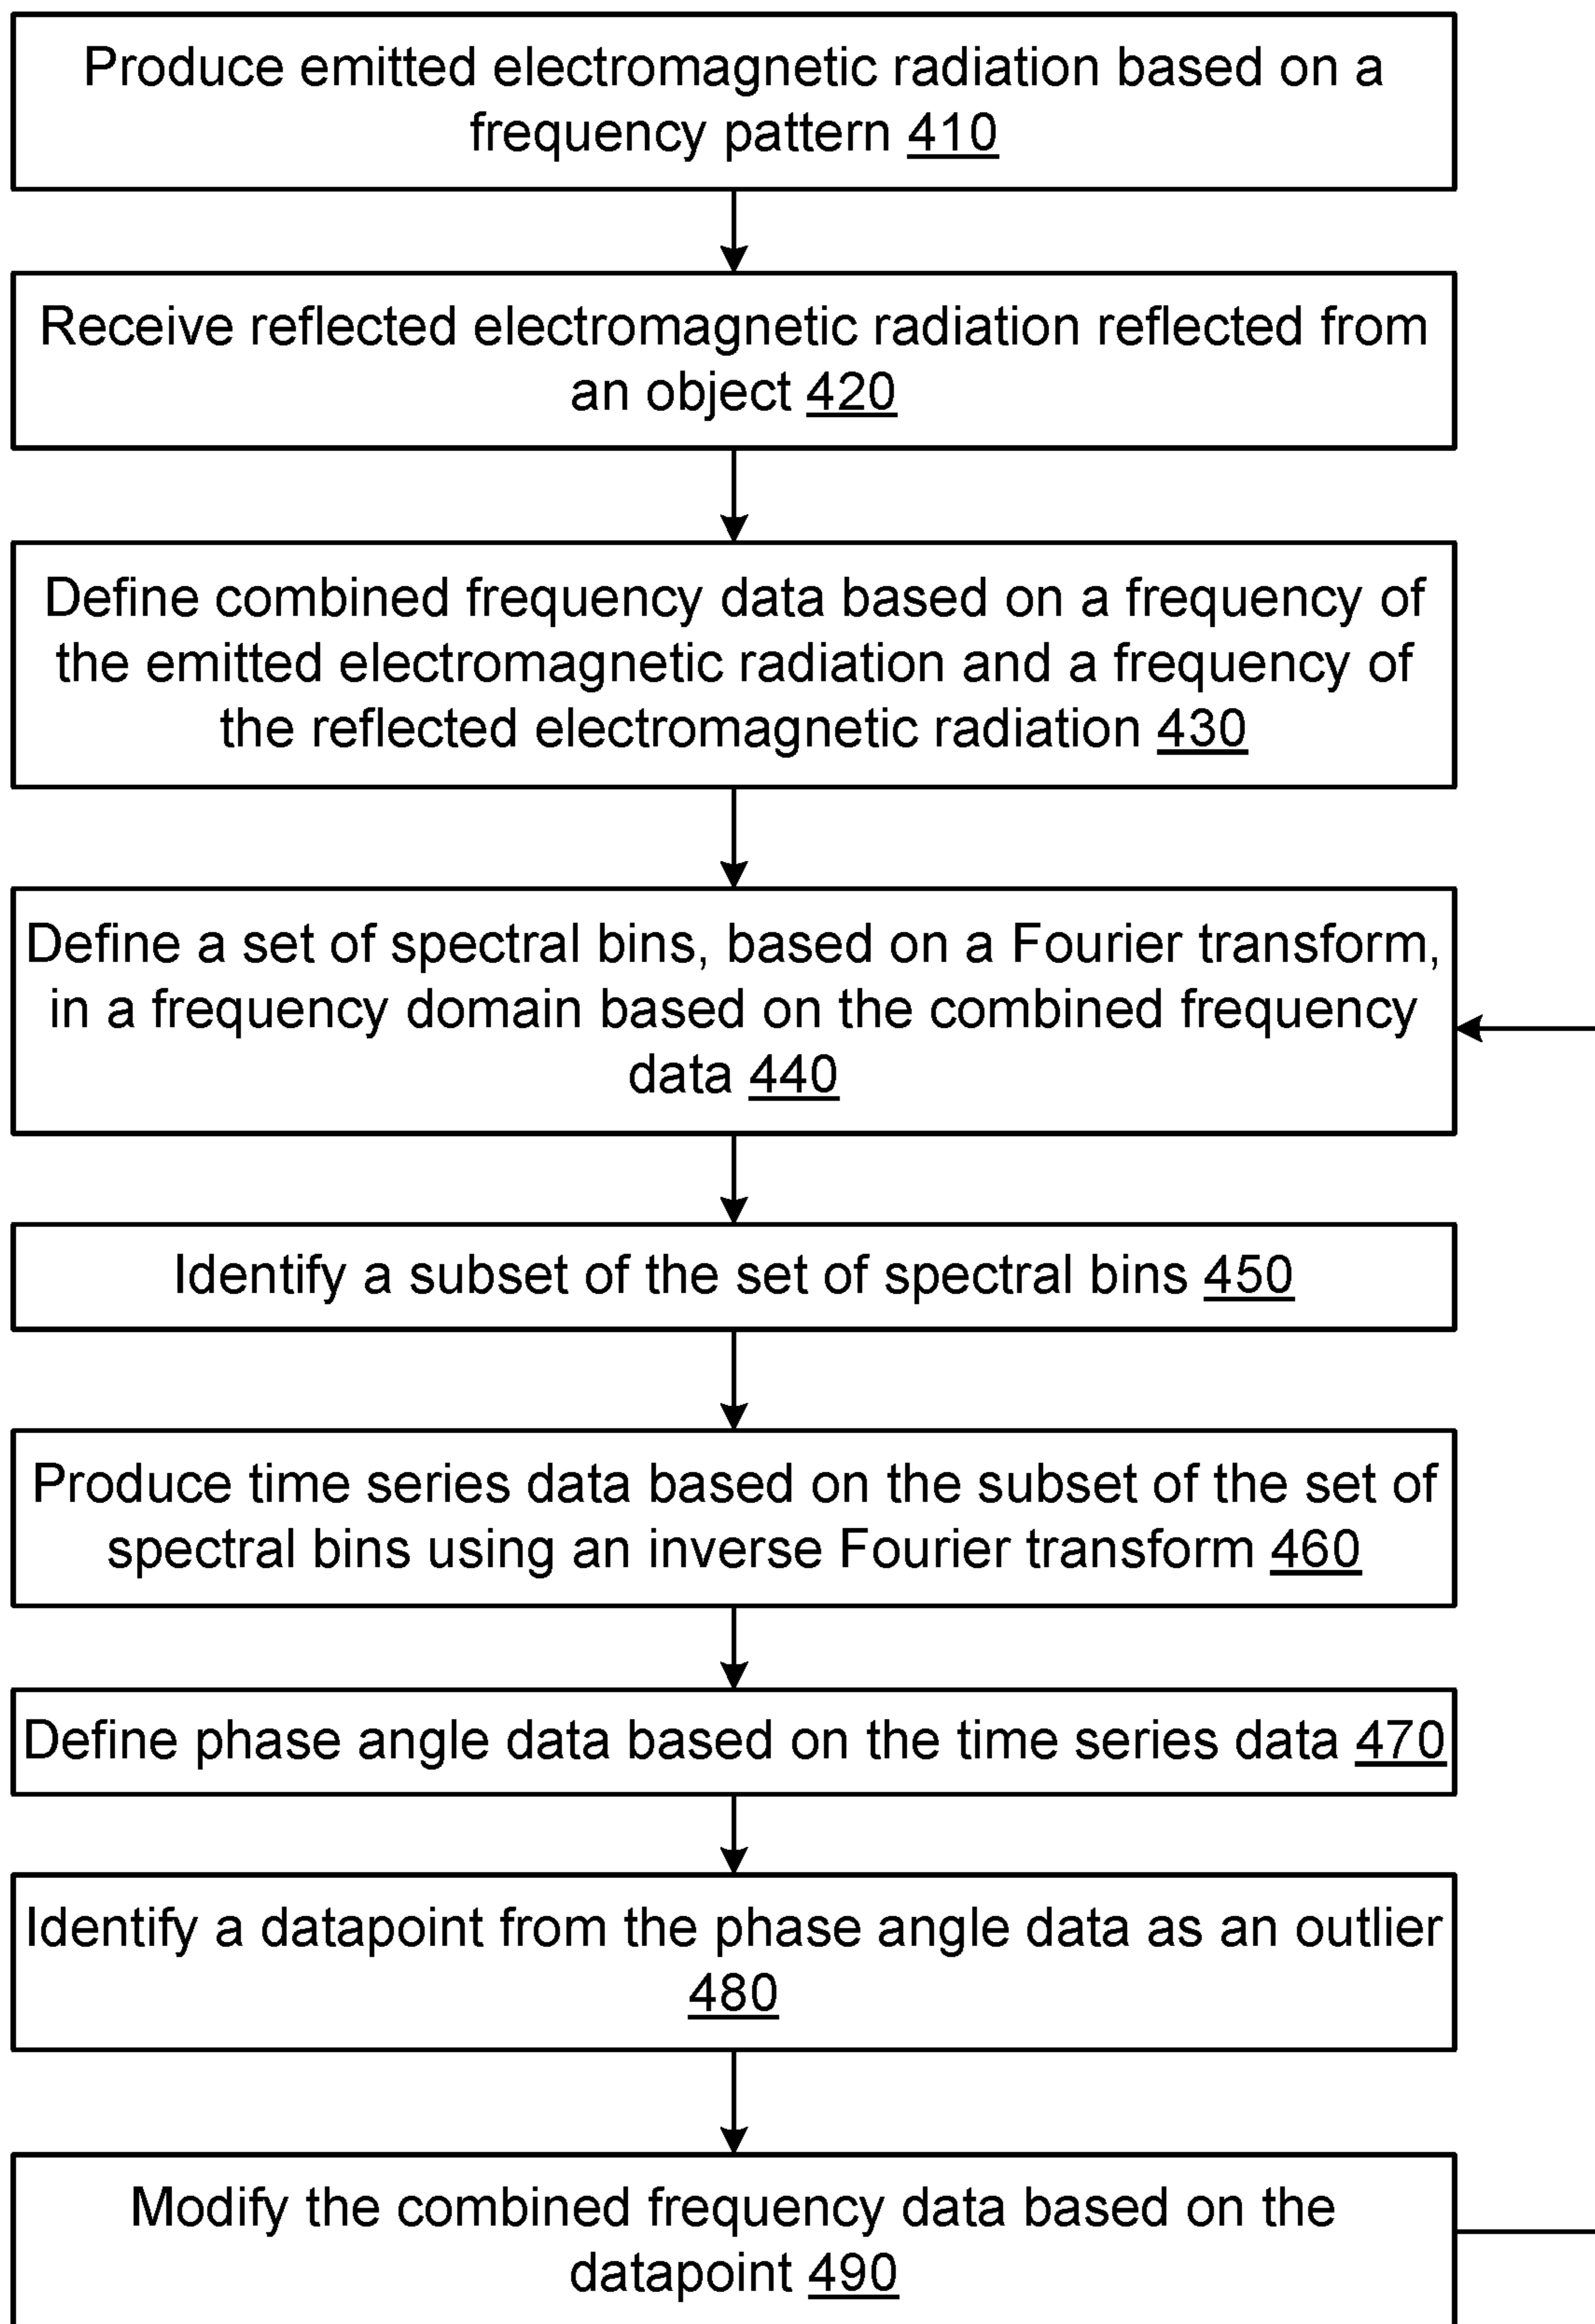 Produce emitted electromagnetic radiation based on a
frequency pattern 410
Receive reflected electromagnetic radiation reflected from
an object 420
Define combined frequency data based on a frequency of
the emitted electromagnetic radiation and a frequency of
the reflected electromagnetic radiation 430
Define a set of spectral bins, based on a Fourier transform,
in a frequency domain based on the combined frequency
data 440
Identify a subset of the set of spectral bins 450
Produce time series data based on the subset of the set of
spectral bins using an inverse Fourier transform 460
Define phase angle data based on the time series data 470
Identify a datapoint from the phase angle data as an outlier
480
Modify the combined frequency data based on the
datapoint 490